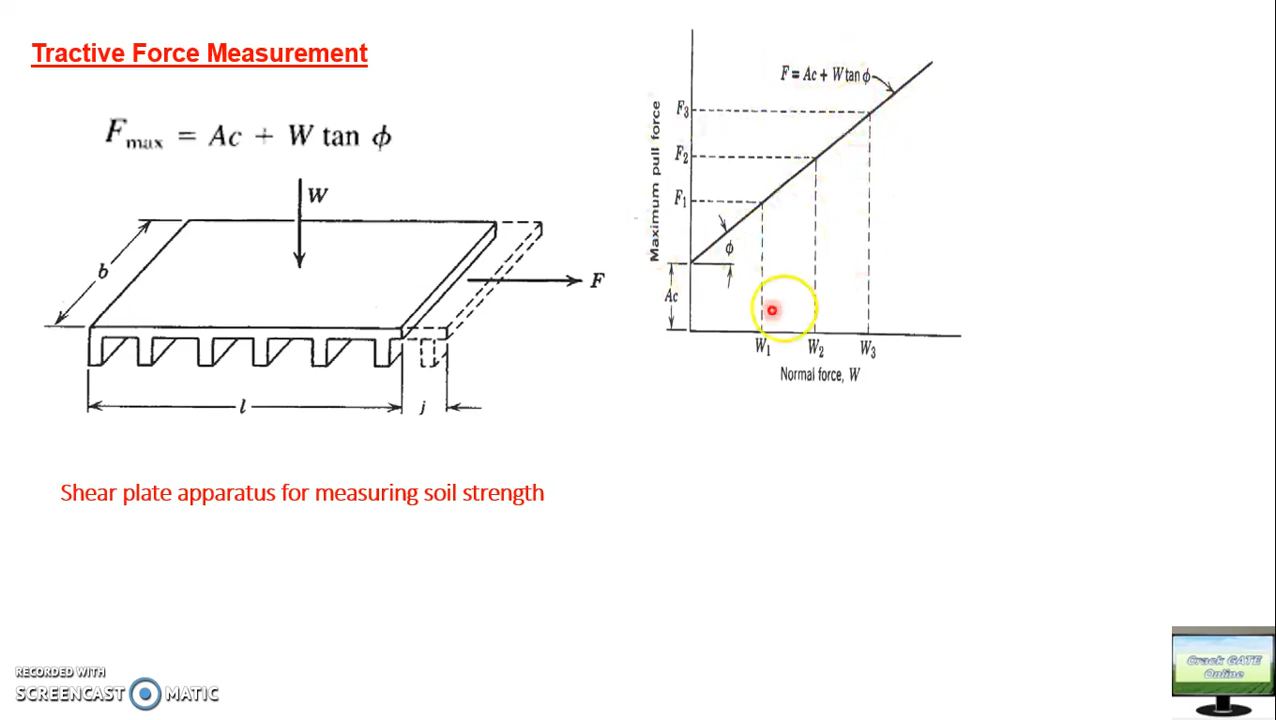 Tractive Force Measurement
Fmax = Ac + W tan ϕ
W
b
F
l
j
Shear plate apparatus for measuring soil strength
F = Ac + W tan ϕ
Maximum pull force
F3
F2
F1
ϕ
Ac
W1 W2 W3
Normal force, W
RECORDED WITH
SCREENCAST MATIC
Crack GATE
Online